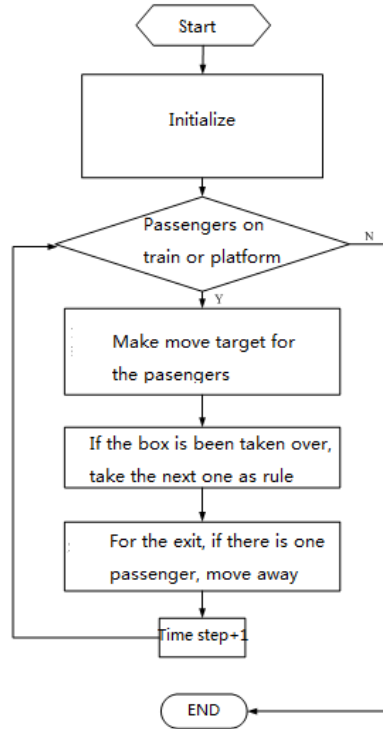 Start
Initialize
Passengers on
train or platform
N
Y
Make move target for
the pasengers
If the box is been taken over,
take the next one as rule
For the exit, if there is one
passenger, move away
Time step+1
END